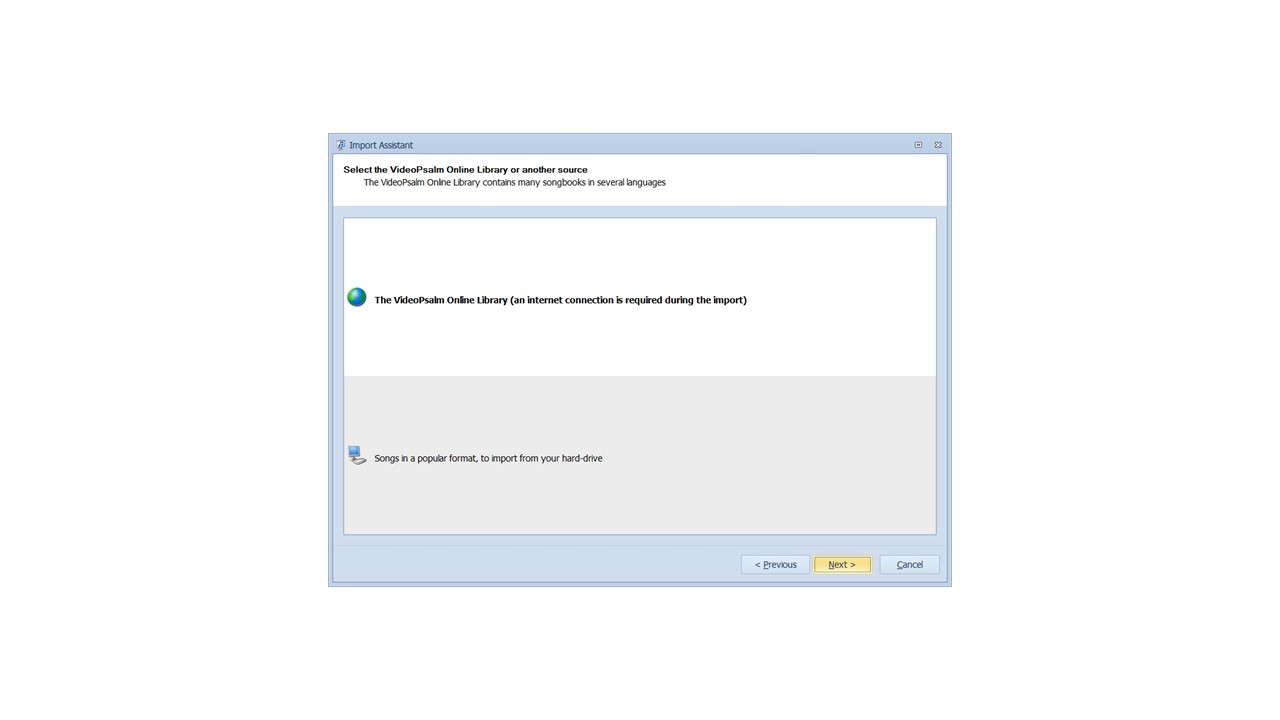 Import Assistant
Select the VideoPsalm Online Library or another source
The VideoPsalm Online Library contains many songbooks in several languages
The VideoPsalm Online Library (an internet connection is required during the import)
Songs in a popular format, to import from your hard-drive
< Previous
Next >
Cancel